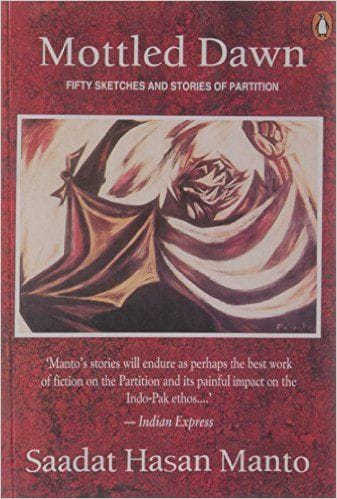 Mottled Dawn
FIFTY SKETCHES AND STORIES OF PARTITION
'Manto's stories will endure as perhaps the best work
of fiction on the Partition and its painful impact on the
Indo-Pak ethos....'
— Indian Express
Saadat Hasan Manto